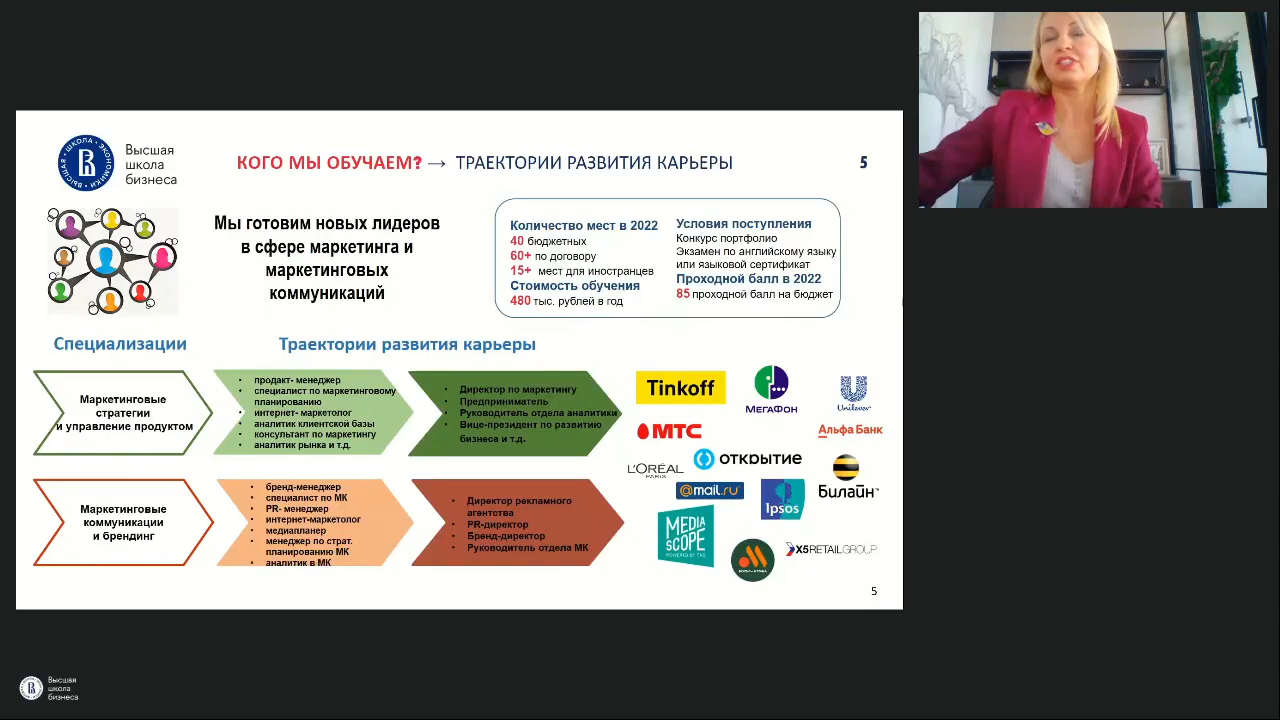 Высшая
школа
бизнеса
КОГО МЫ ОБУЧАЕМ? → ТРАЕКТОРИИ РАЗВИТИЯ КАРЬЕРЫ
5
Мы готовим новых лидеров
в сфере маркетинга и
маркетинговых
коммуникаций
Количество мест в 2022
40 бюджетных
60+ по договору
15+ мест для иностранцев
Стоимость обучения
480 тыс. рублей в год
Условия поступления
Конкурс портфолио
Экзамен по английскому языку
или языковой сертификат
Проходной балл в 2022
85 проходной балл на бюджет
Специализации
Траектории развития карьеры
Маркетинговые
стратегии
и управление продуктом
• продакт- менеджер
• специалист по маркетинговому
планированию
• интернет- маркетолог
• аналитик клиентской базы
• консультант по маркетингу
• аналитик рынка и т.д.
• Директор по маркетингу
• Предприниматель
• Руководитель отдела аналитики
• Вице-президент по развитию
бизнеса и т.д.
Маркетинговые
коммуникации
и брендинг
• бренд-менеджер
• специалист по МК
• PR- менеджер
• интернет-маркетолог
• медиапланер
• менеджер по страт.
планированию МК
• аналитик в МК
• Директор рекламного
агентства
• PR-директор
• Бренд-директор
• Руководитель отдела МК
Tinkoff
МЕГАФОН
Unilever
МТС
Альфа Банк
L'ORÉAL
PARIS
ОТКРЫТИЕ
Билайн™
@mail.ru
Ipsos
MEDIA
SCOPE
POWERED BY TNS
X5RETAILGROUP
5
Высшая
школа
бизнеса